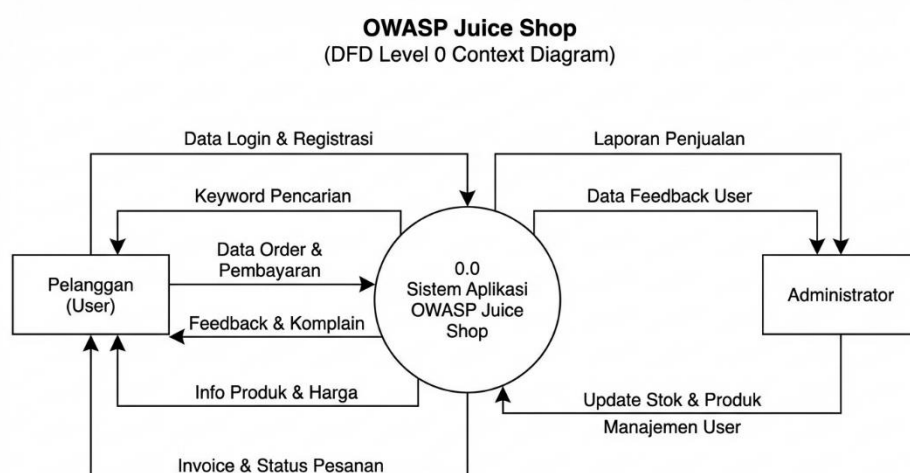 OWASP Juice Shop
(DFD Level 0 Context Diagram)
Data Login & Registrasi
Laporan Penjualan
Keyword Pencarian
Data Feedback User
Data Order &
Pembayaran
Pelanggan
(User)
0.0
Sistem Aplikasi
OWASP Juice
Shop
Administrator
Feedback & Komplain
Info Produk & Harga
Update Stok & Produk
Manajemen User
Invoice & Status Pesanan